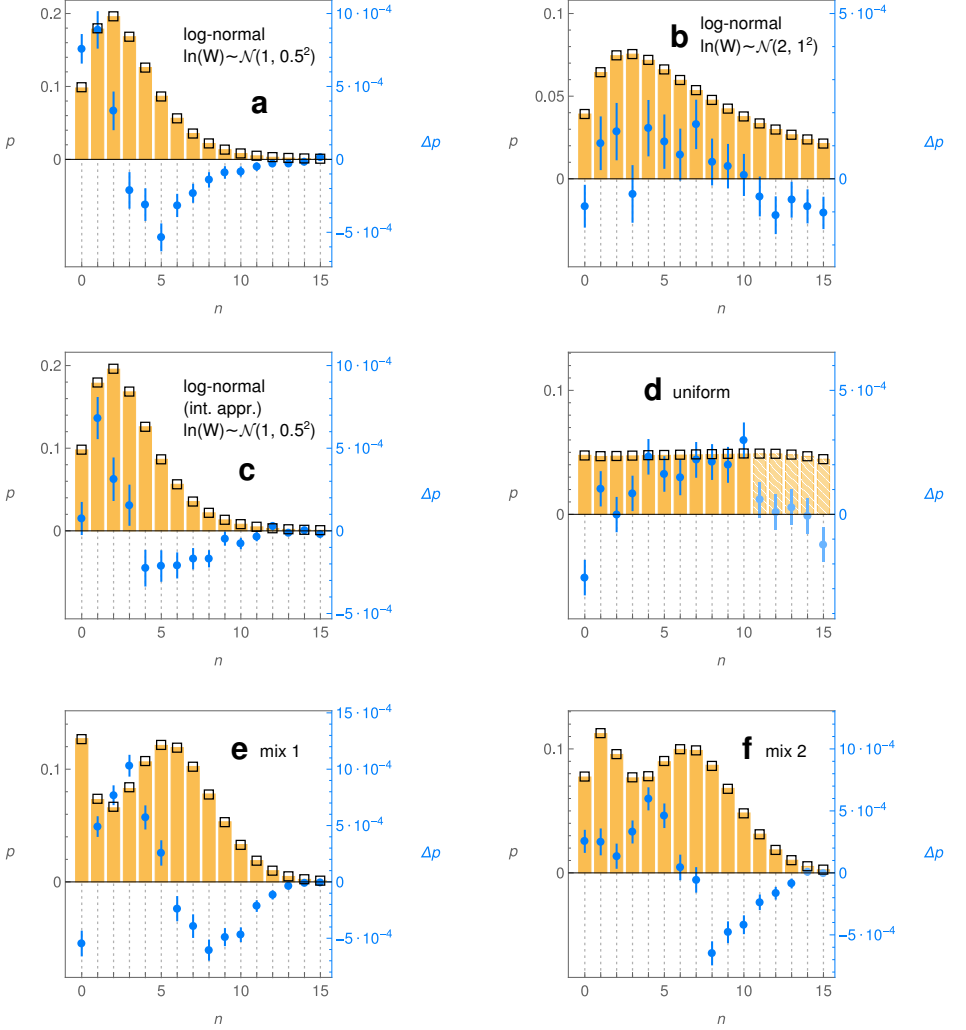 10·10⁻⁴
0.2
log-normal
ln(W)~𝒩(1, 0.5²)
a
5·10⁻⁴
0.1
p
Δp
0
0
−5·10⁻⁴
0 5 10 15
n
5·10⁻⁴
0.1
b
log-normal
ln(W)~𝒩(2, 1²)
0.05
p
Δp
0
0
0 5 10 15
n
10·10⁻⁴
0.2
log-normal
(int. appr.)
ln(W)~𝒩(1, 0.5²)
c
5·10⁻⁴
0.1
p
Δp
0
0
−5·10⁻⁴
0 5 10 15
n
d uniform
5·10⁻⁴
0.1
p
Δp
0
0
0 5 10 15
n
15·10⁻⁴
e mix 1
0.1
10·10⁻⁴
5·10⁻⁴
p
Δp
0
0
−5·10⁻⁴
0 5 10 15
n
f mix 2
0.1
10·10⁻⁴
5·10⁻⁴
p
Δp
0
0
−5·10⁻⁴
0 5 10 15
n